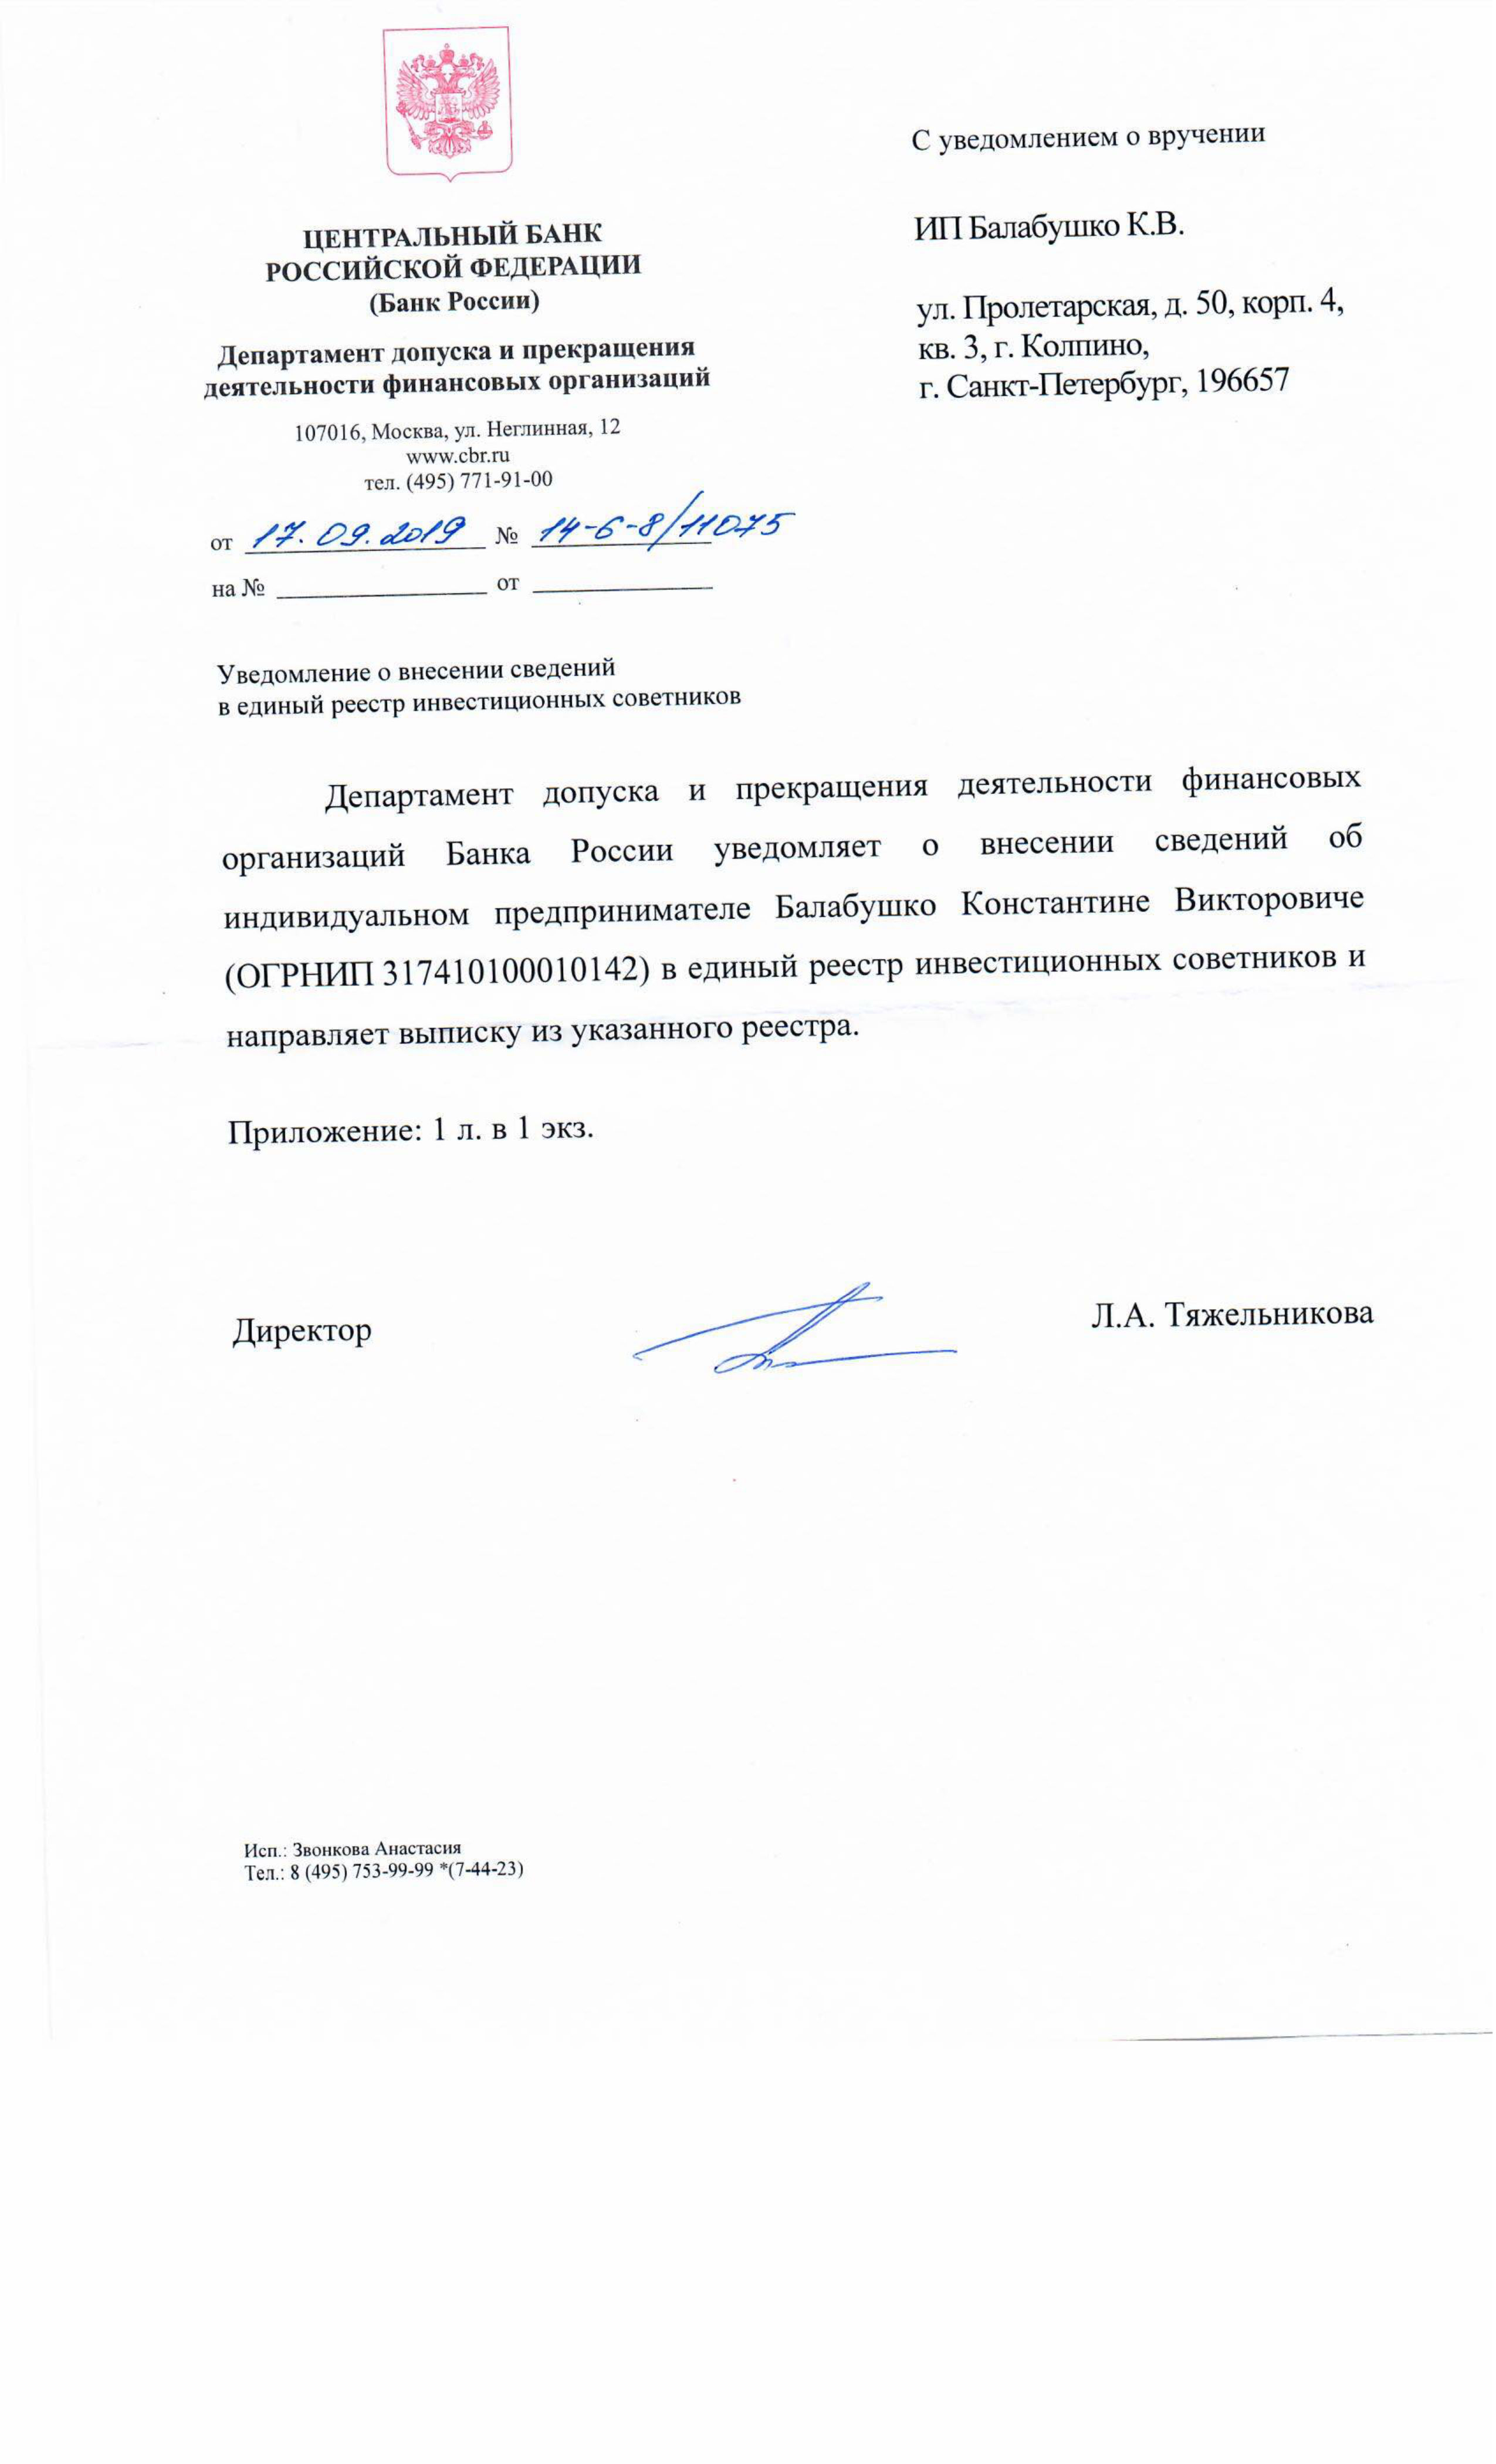 ЦЕНТРАЛЬНЫЙ БАНК
РОССИЙСКОЙ ФЕДЕРАЦИИ
(Банк России)
Департамент допуска и прекращения
деятельности финансовых организаций
107016, Москва, ул. Неглинная, 12
www.cbr.ru
тел. (495) 771-91-00
от 17.09.2019 № 14-6-8/11075
на № от
С уведомлением о вручении
ИП Балабушко К.В.
ул. Пролетарская, д. 50, корп. 4,
кв. 3, г. Колпино,
г. Санкт-Петербург, 196657
Уведомление о внесении сведений
в единый реестр инвестиционных советников
Департамент допуска и прекращения деятельности финансовых
организаций Банка России уведомляет о внесении сведений об
индивидуальном предпринимателе Балабушко Константине Викторовиче
(ОГРНИП 317410100010142) в единый реестр инвестиционных советников и
направляет выписку из указанного реестра.
Приложение: 1 л. в 1 экз.
Директор Л.А. Тяжельникова
Исп.: Звонкова Анастасия
Тел.: 8 (495) 753-99-99 *(7-44-23)